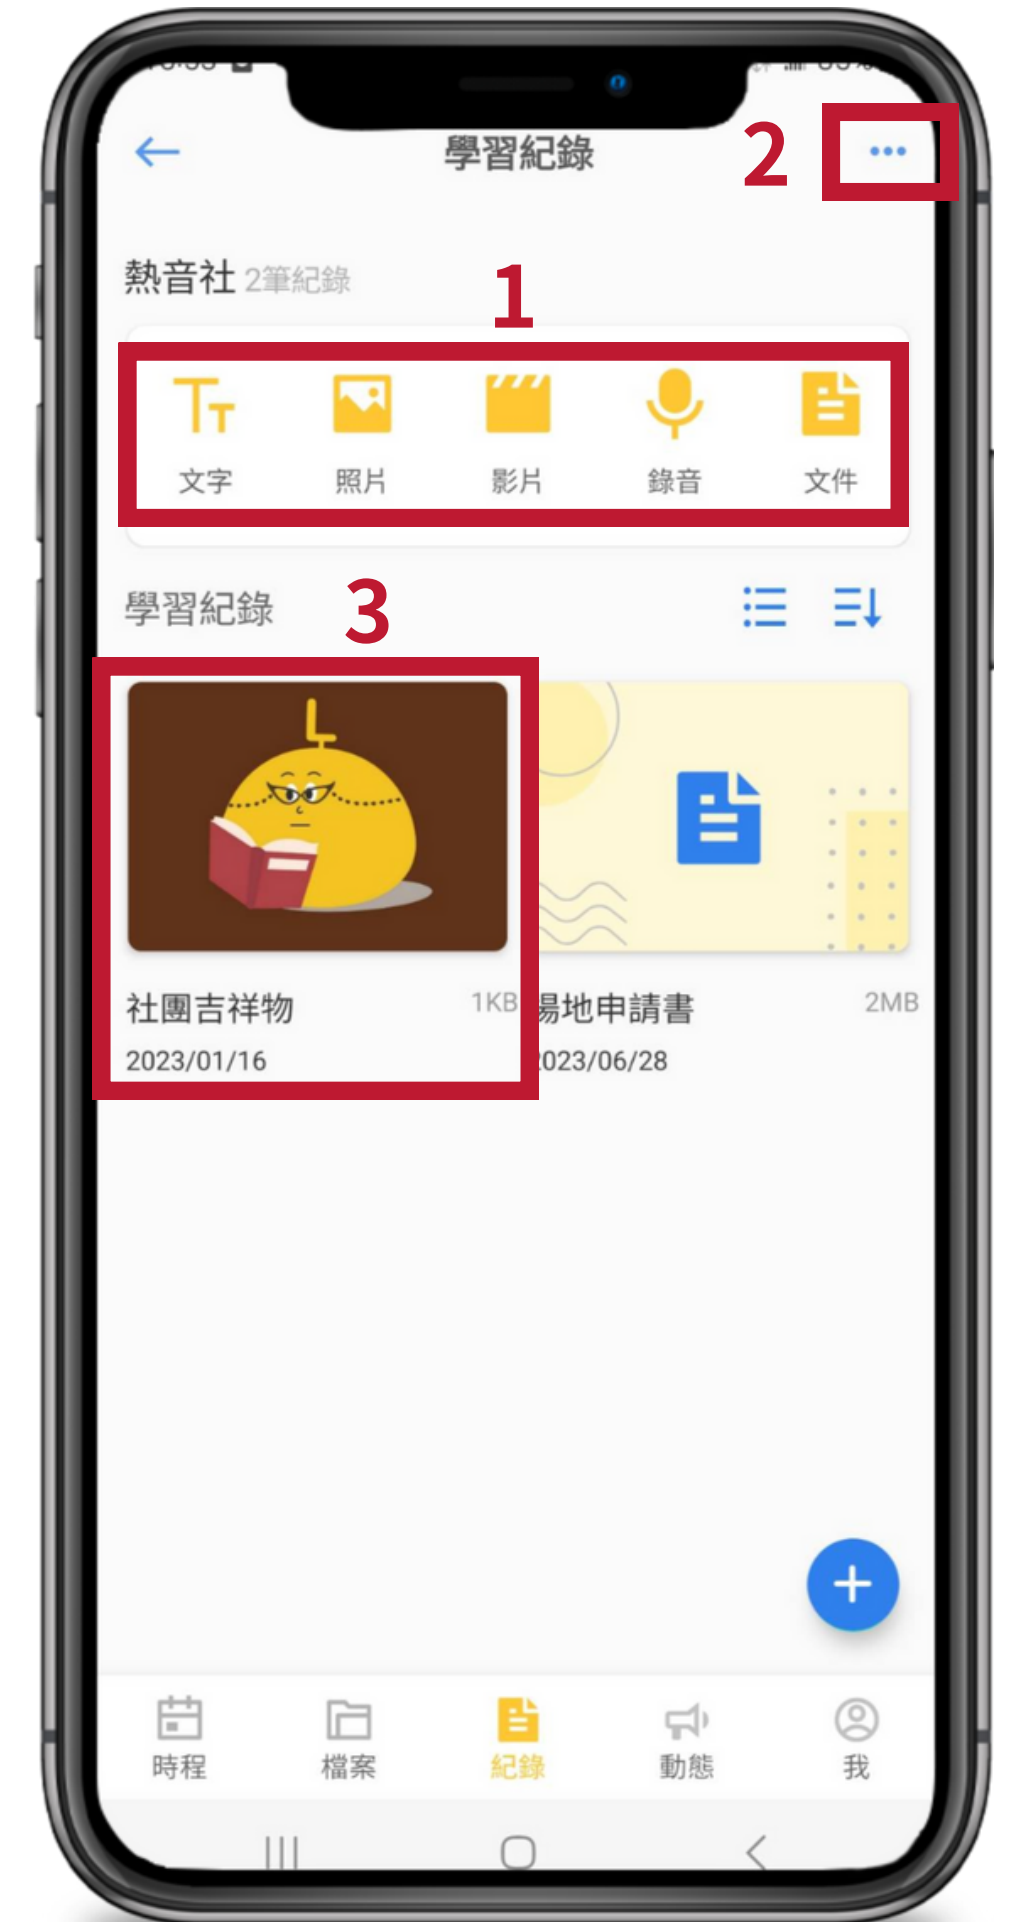 學習紀錄
2
熱音社 2筆紀錄
1
文字 照片 影片 錄音 文件
學習紀錄
3
社團吉祥物 1KB
2023/01/16
場地申請書 2MB
2023/06/28
時程 檔案 紀錄 動態 我